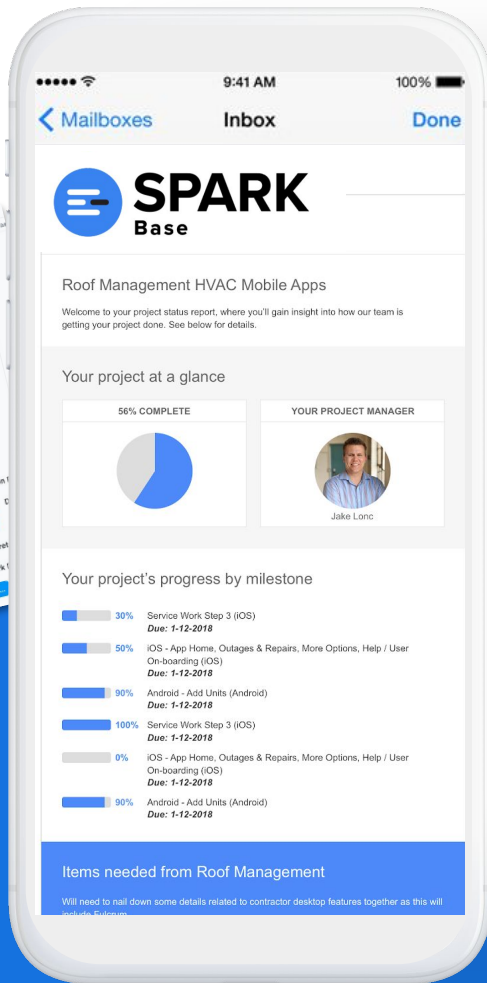 9:41 AM
100%
Mailboxes
Inbox
Done
SPARK
Base
Roof Management HVAC Mobile Apps
Welcome to your project status report, where you'll gain insight into how our team is
getting your project done. See below for details.
Your project at a glance
56% COMPLETE
YOUR PROJECT MANAGER
Jake Lonc
Your project's progress by milestone
30% Service Work Step 3 (iOS)
Due: 1-12-2018
50% iOS - App Home, Outages & Repairs, More Options, Help / User
On-boarding (iOS)
Due: 1-12-2018
90% Android - Add Units (Android)
Due: 1-12-2018
100% Service Work Step 3 (iOS)
Due: 1-12-2018
0% iOS - App Home, Outages & Repairs, More Options, Help / User
On-boarding (iOS)
Due: 1-12-2018
90% Android - Add Units (Android)
Due: 1-12-2018
Items needed from Roof Management
Will need to nail down some details related to contractor desktop features together as this will
include Fulcrum